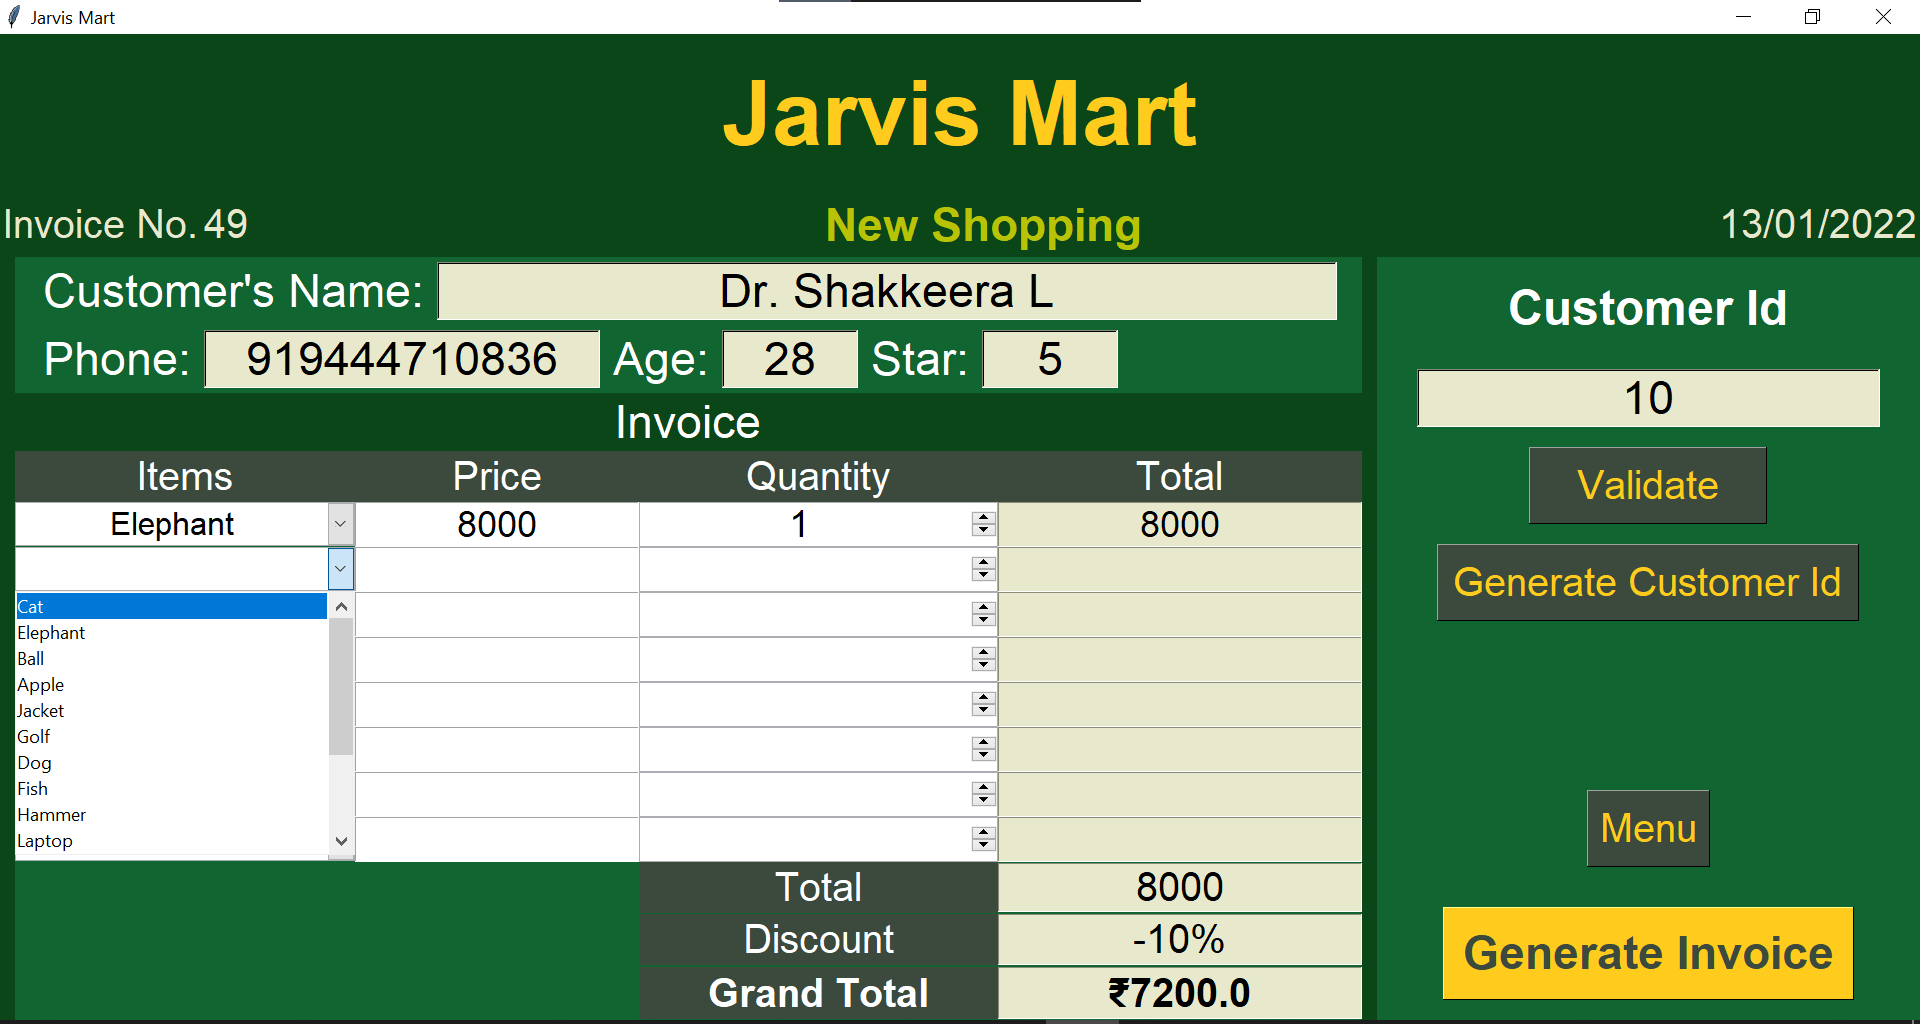 Jarvis Mart
Jarvis Mart
Invoice No. 49
New Shopping
13/01/2022
Customer's Name: Dr. Shakkeera L
Phone: 919444710836 Age: 28 Star: 5
Customer Id
10
Validate
Generate Customer Id
Menu
Generate Invoice
Invoice
Items Price Quantity Total
Elephant 8000 1 8000
Cat
Elephant
Ball
Apple
Jacket
Golf
Dog
Fish
Hammer
Laptop
Total 8000
Discount -10%
Grand Total ₹7200.0